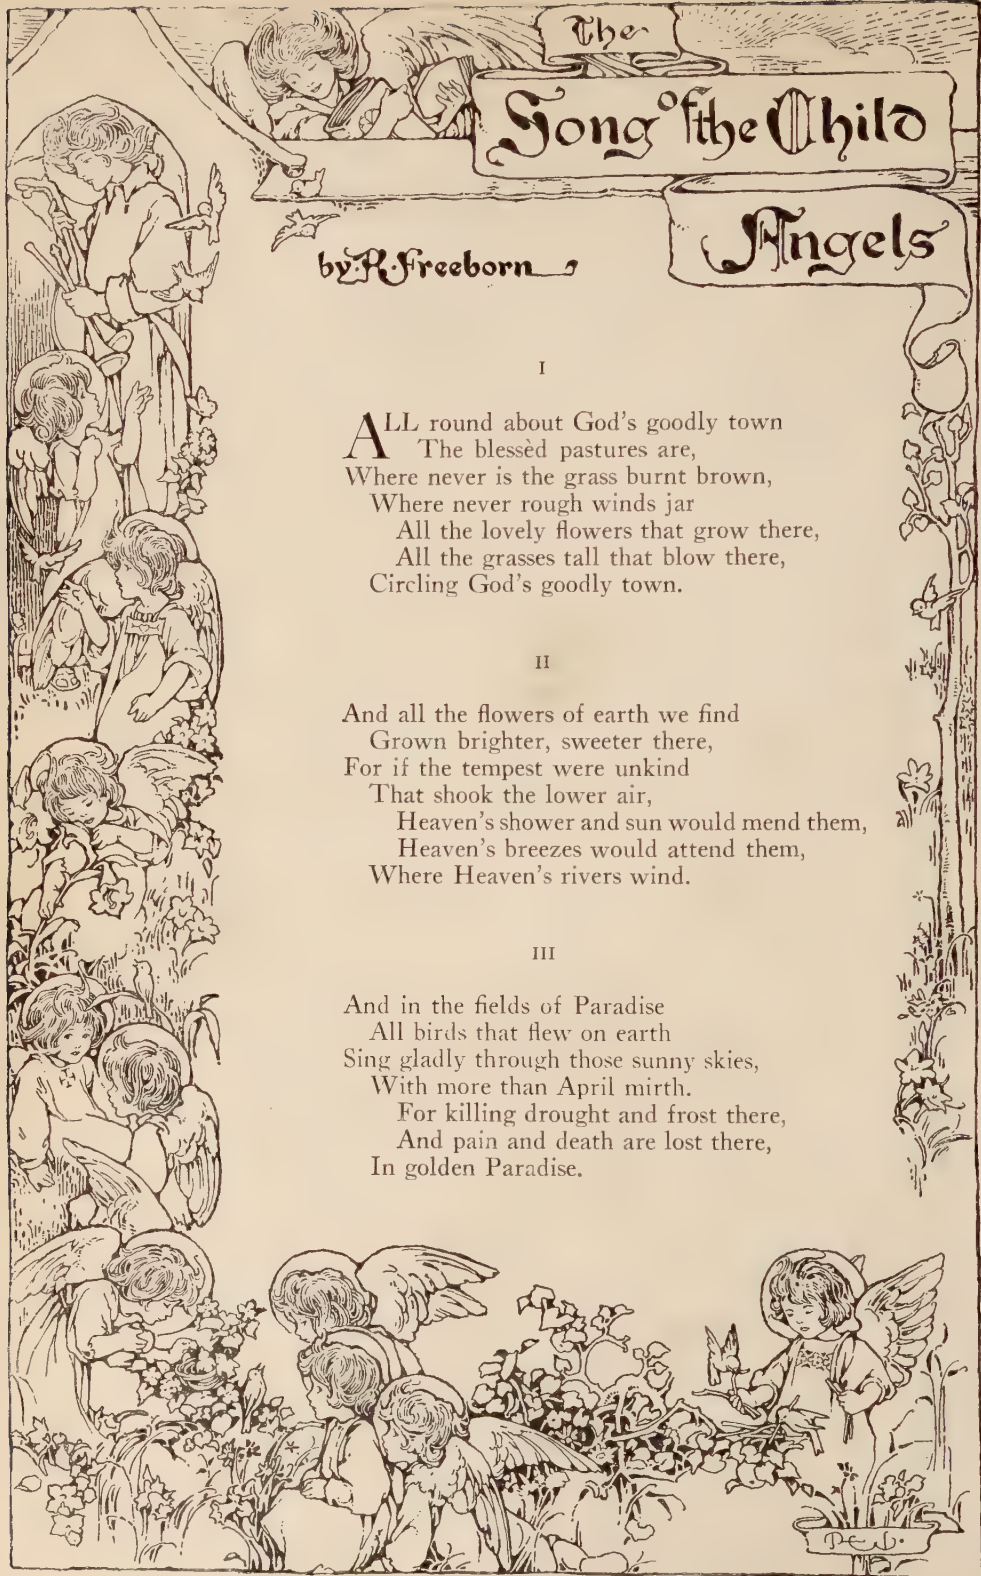 The
Song of the Child
Angels
by R. Freeborn
I
ALL round about God's goodly town
The blessèd pastures are,
Where never is the grass burnt brown,
Where never rough winds jar
All the lovely flowers that grow there,
All the grasses tall that blow there,
Circling God's goodly town.
II
And all the flowers of earth we find
Grown brighter, sweeter there,
For if the tempest were unkind
That shook the lower air,
Heaven's shower and sun would mend them,
Heaven's breezes would attend them,
Where Heaven's rivers wind.
III
And in the fields of Paradise
All birds that flew on earth
Sing gladly through those sunny skies,
With more than April mirth.
For killing drought and frost there,
And pain and death are lost there,
In golden Paradise.